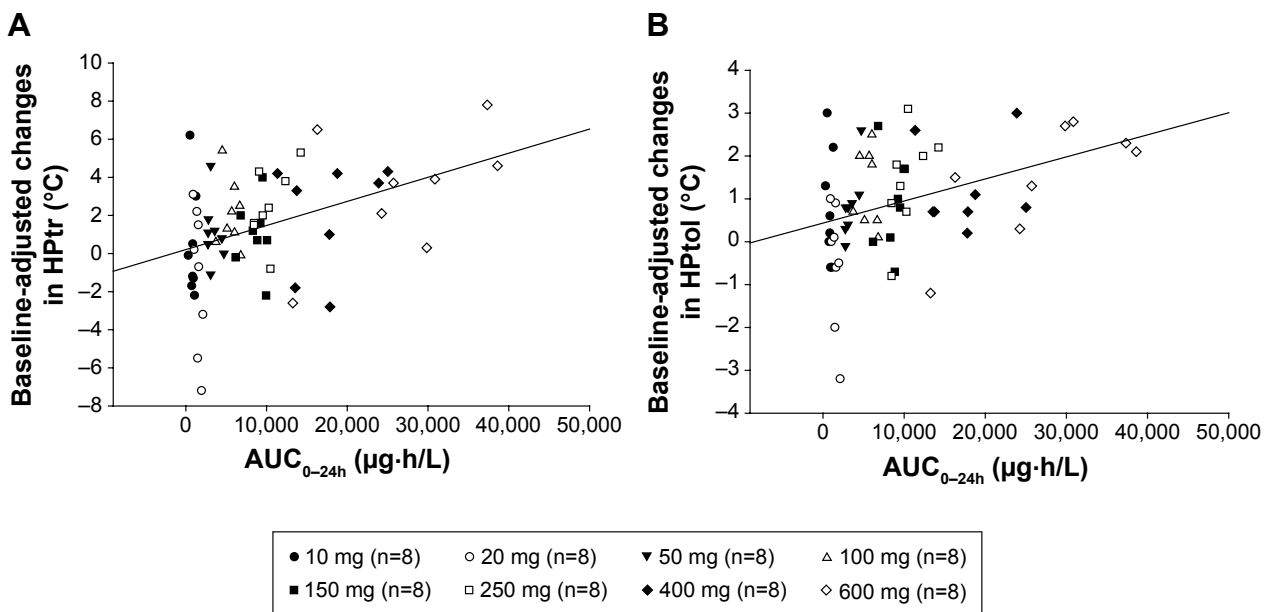 A
Baseline-adjusted changes
in HPtr (°C)
10
8
6
4
2
0
−2
−4
−6
−8
0
10,000
20,000
30,000
40,000
50,000
AUC0–24h (µg·h/L)
B
Baseline-adjusted changes
in HPtol (°C)
4
3
2
1
0
−1
−2
−3
−4
0
10,000
20,000
30,000
40,000
50,000
AUC0–24h (µg·h/L)
10 mg (n=8)
20 mg (n=8)
50 mg (n=8)
100 mg (n=8)
150 mg (n=8)
250 mg (n=8)
400 mg (n=8)
600 mg (n=8)